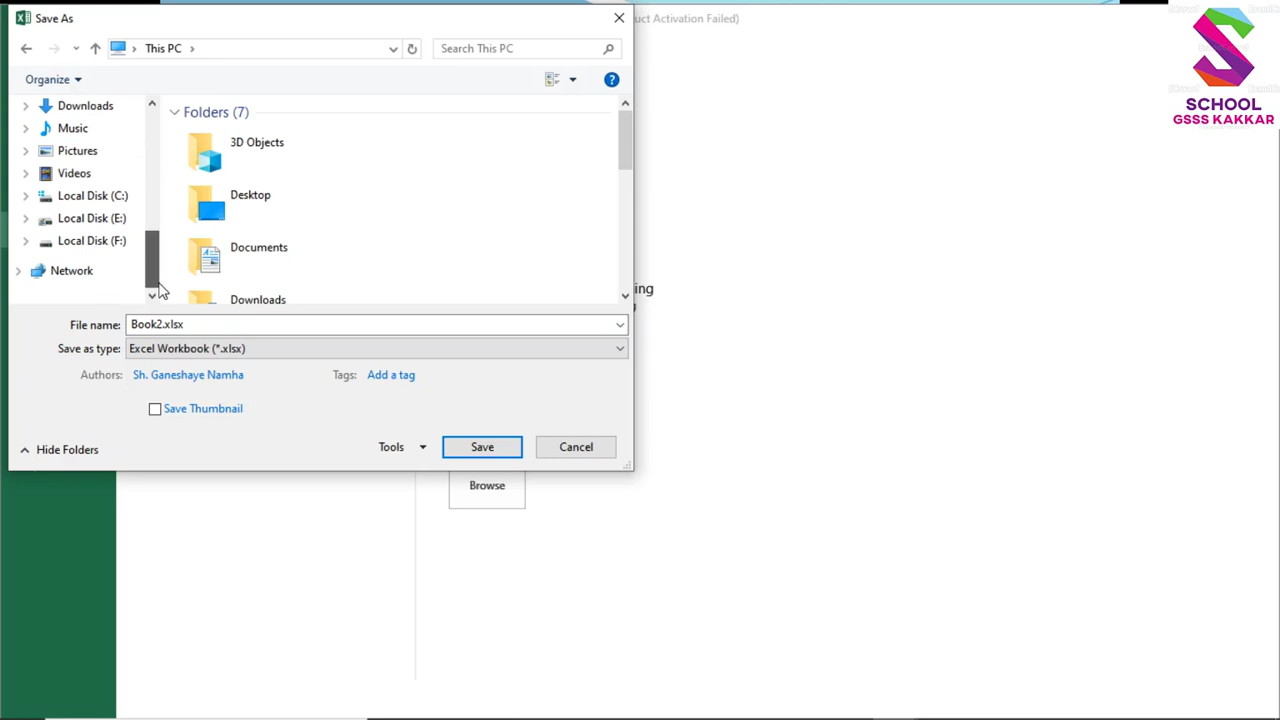 Save As
uct Activation Failed)
This PC
Search This PC
Organize
Downloads
Music
Pictures
Videos
Local Disk (C:)
Local Disk (E:)
Local Disk (F:)
Network
Folders (7)
3D Objects
Desktop
Documents
Downloads
ing
File name: Book2.xlsx
Save as type: Excel Workbook (*.xlsx)
Authors: Sh. Ganeshaye Namha
Tags: Add a tag
Save Thumbnail
Hide Folders
Tools
Save
Cancel
Browse
SCHOOL
GSSS KAKKAR